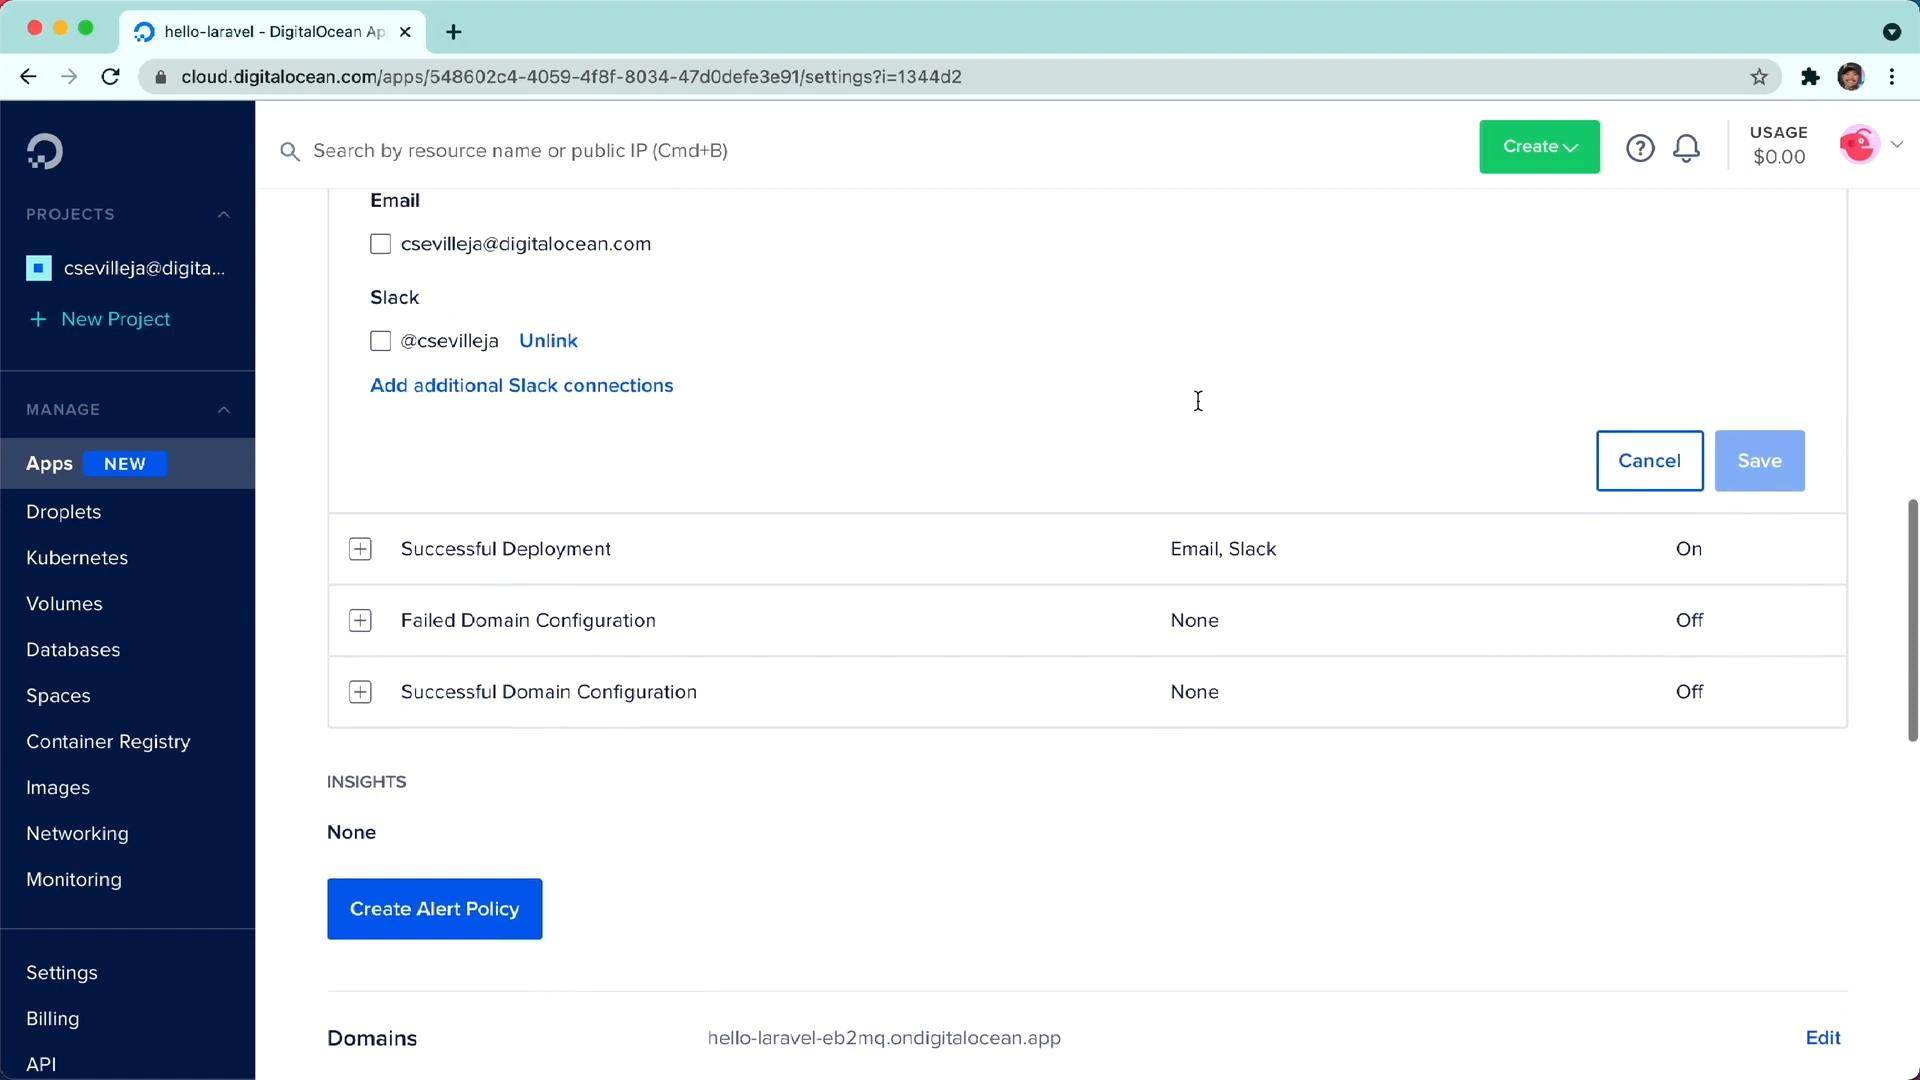 hello-laravel - DigitalOcean Ap
cloud.digitalocean.com/apps/548602c4-4059-4f8f-8034-47d0defe3e91/settings?i=1344d2
Search by resource name or public IP (Cmd+B)
Create
?
USAGE
$0.00
PROJECTS
csevilleja@digita...
+ New Project
MANAGE
Apps NEW
Droplets
Kubernetes
Volumes
Databases
Spaces
Container Registry
Images
Networking
Monitoring
Settings
Billing
API
Email
csevilleja@digitalocean.com
Slack
@csevilleja Unlink
Add additional Slack connections
Cancel Save
Successful Deployment Email, Slack On
Failed Domain Configuration None Off
Successful Domain Configuration None Off
INSIGHTS
None
Create Alert Policy
Domains hello-laravel-eb2mq.ondigitalocean.app Edit